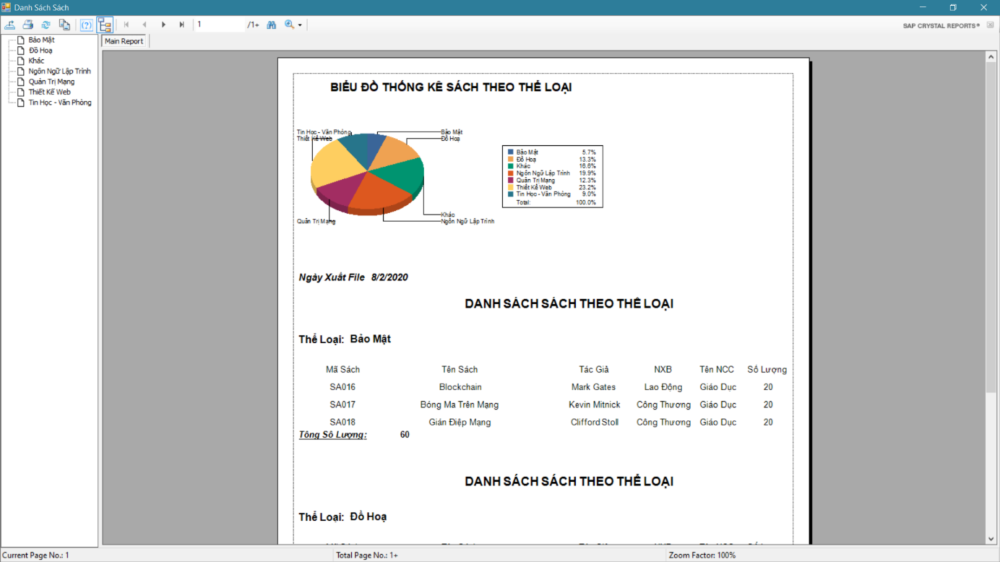 Danh Sách Sách
1 /1+
SAP CRYSTAL REPORTS®
Bảo Mật
Đồ Hoạ
Khác
Ngôn Ngữ Lập Trình
Quản Trị Mạng
Thiết Kế Web
Tin Học - Văn Phòng
Main Report
BIỂU ĐỒ THỐNG KÊ SÁCH THEO THỂ LOẠI
Tin Học - Văn Phòng
Thiết Kế Web
Bảo Mật
Đồ Hoạ
Khác
Ngôn Ngữ Lập Trình
Quản Trị Mạng
Bảo Mật 5.7%
Đồ Hoạ 13.3%
Khác 16.6%
Ngôn Ngữ Lập Trình 19.9%
Quản Trị Mạng 12.3%
Thiết Kế Web 23.2%
Tin Học - Văn Phòng 9.0%
Total: 100.0%
Ngày Xuất File 8/2/2020
DANH SÁCH SÁCH THEO THỂ LOẠI
Thể Loại: Bảo Mật
Mã Sách Tên Sách Tác Giả NXB Tên NCC Số Lượng
SA016 Blockchain Mark Gates Lao Động Giáo Dục 20
SA017 Bóng Ma Trên Mạng Kevin Mitnick Công Thương Giáo Dục 20
SA018 Gián Điệp Mạng Clifford Stoll Công Thương Giáo Dục 20
Tổng Số Lượng: 60
DANH SÁCH SÁCH THEO THỂ LOẠI
Thể Loại: Đồ Hoạ
Current Page No.: 1
Total Page No.: 1+
Zoom Factor: 100%